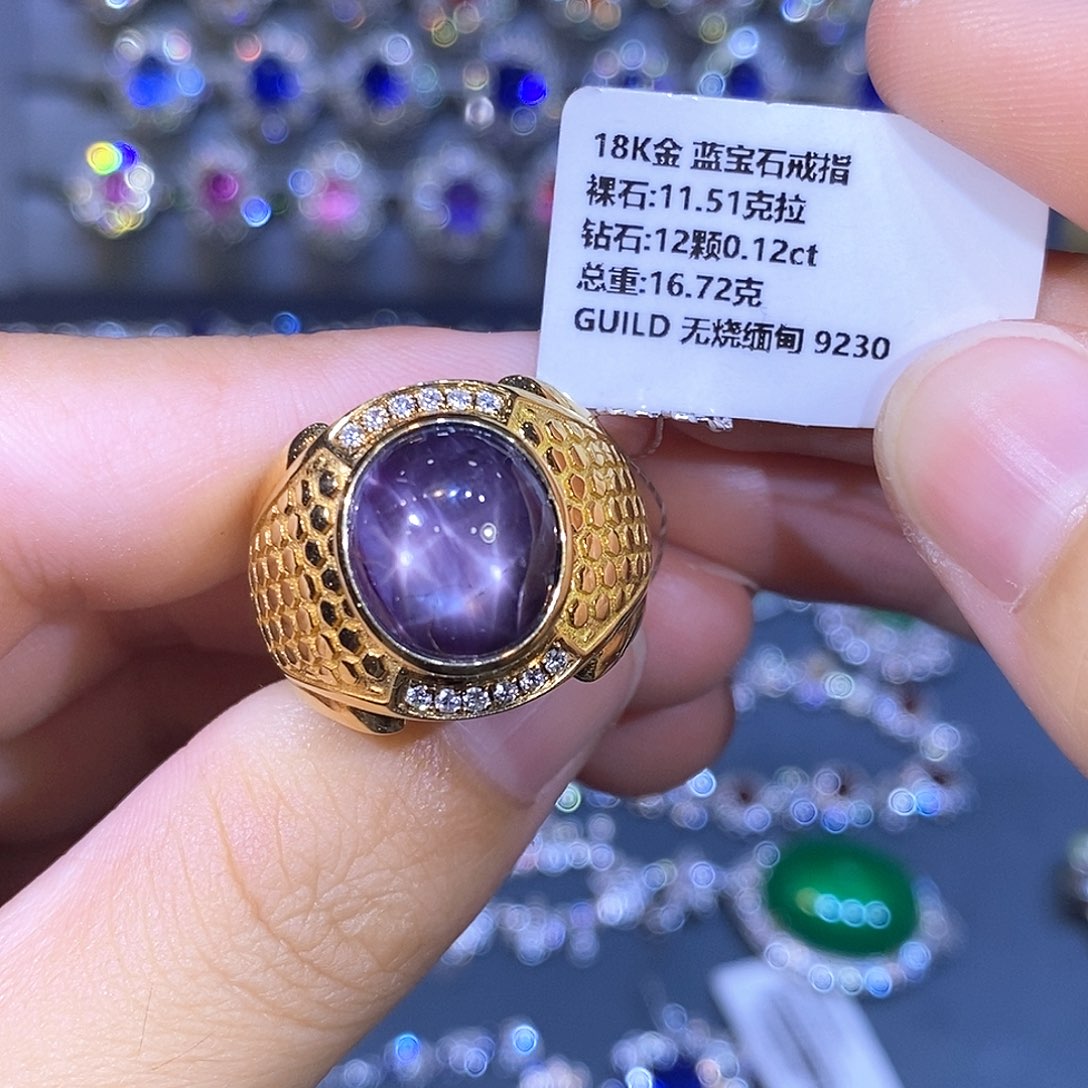 18K金 蓝宝石戒指
裸石:11.51克拉
钻石:12颗0.12ct
总重:16.72克
GUILD 无烧缅甸 9230